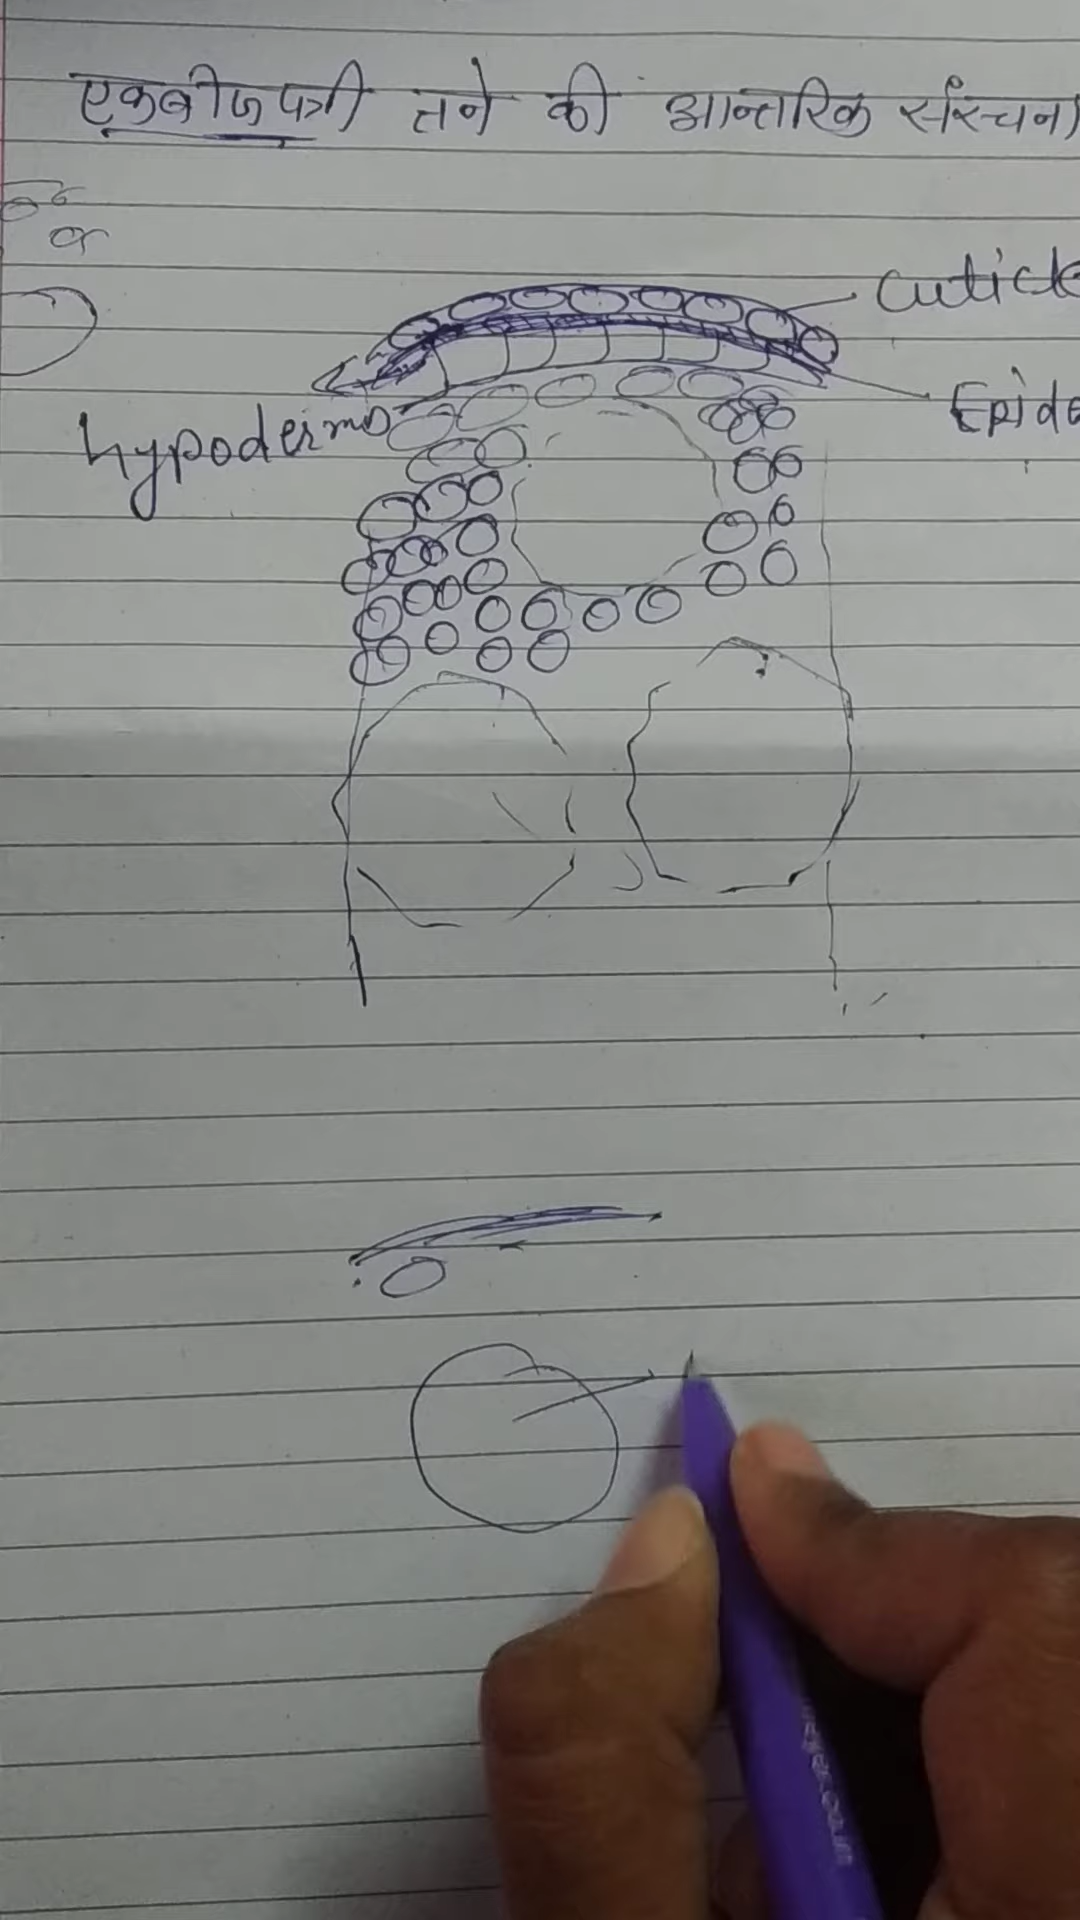 एकबीजपत्री तने की आन्तरिक संरचना
cuticle
hypodermis
Epide